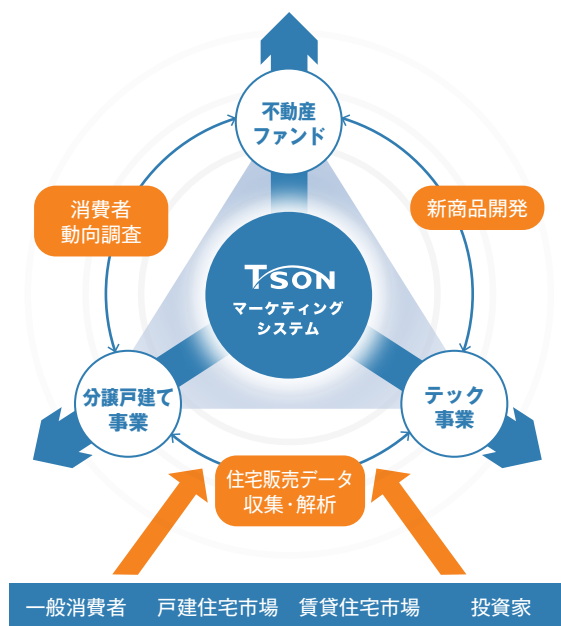 不動産
ファンド
消費者
動向調査
新商品開発
TSON
マーケティング
システム
分譲戸建て
事業
テック
事業
住宅販売データ
収集・解析
一般消費者 戸建住宅市場 賃貸住宅市場 投資家